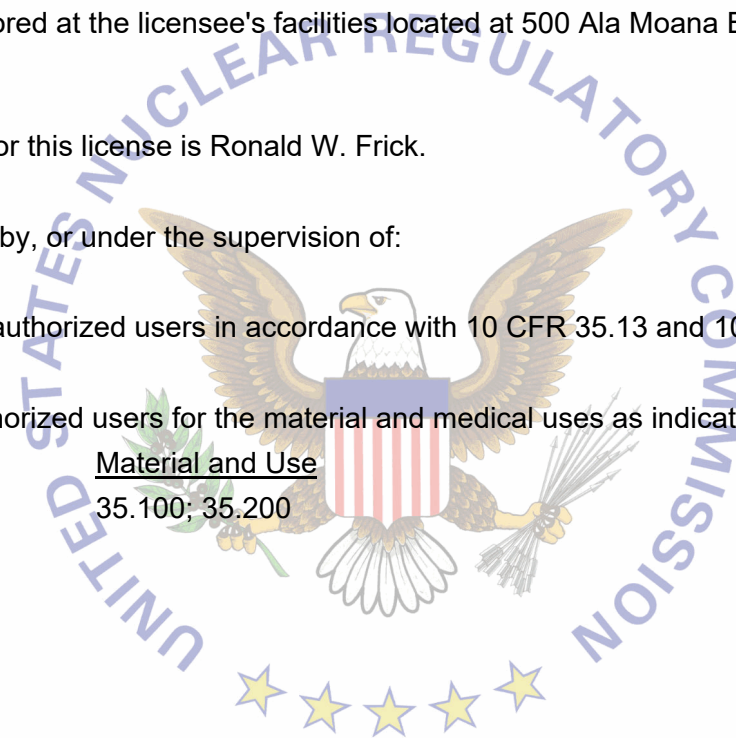 ored at the licensee's facilities located at 500 Ala Moana
or this license is Ronald W. Frick.
by, or under the supervision of:
authorized users in accordance with 10 CFR 35.13 and 10
horized users for the material and medical uses as indicat
Material and Use
35.100; 35.200
UNITED STATES NUCLEAR REGULATORY COMMISSION